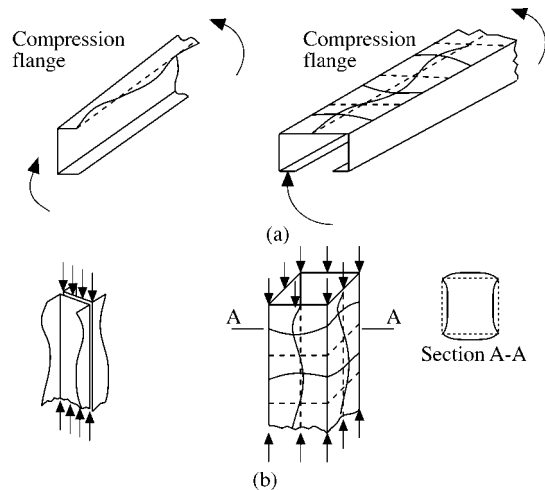 Compression
flange
Compression
flange
(a)
A
A
Section A-A
(b)